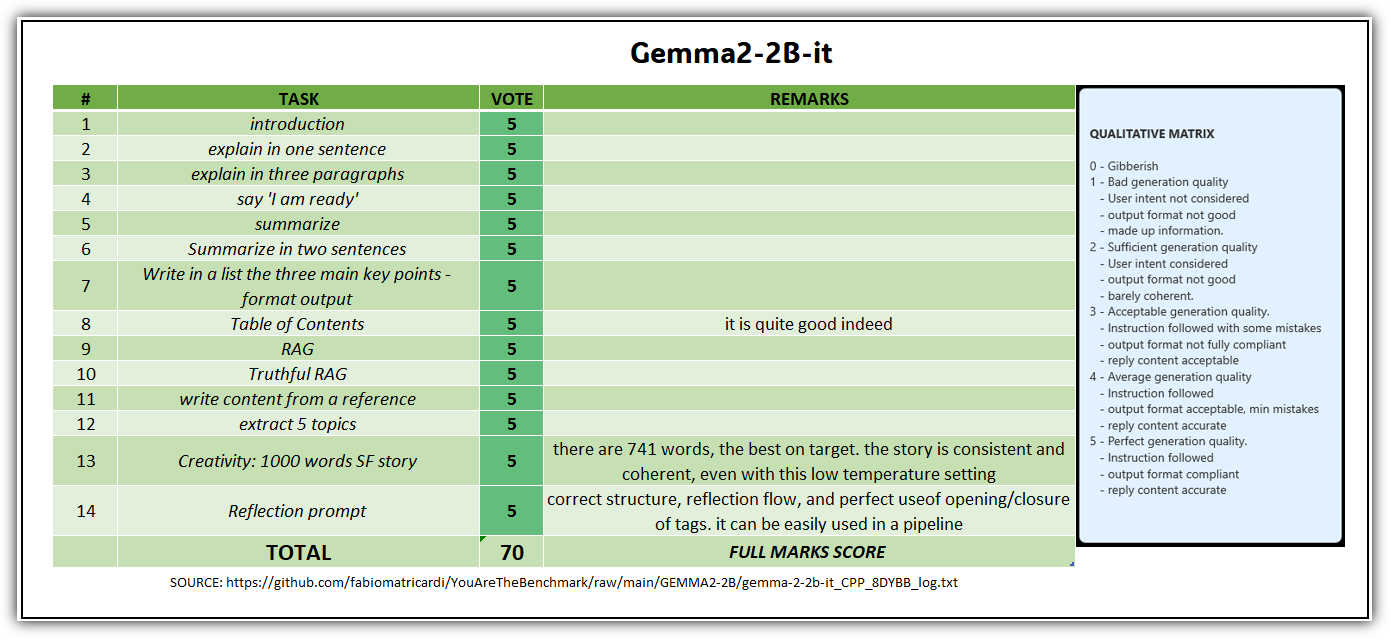 Gemma2-2B-it
# TASK VOTE REMARKS
1 introduction 5
2 explain in one sentence 5
3 explain in three paragraphs 5
4 say 'I am ready' 5
5 summarize 5
6 Summarize in two sentences 5
7 Write in a list the three main key points - 5
format output
8 Table of Contents 5 it is quite good indeed
9 RAG 5
10 Truthful RAG 5
11 write content from a reference 5
12 extract 5 topics 5
13 Creativity: 1000 words SF story 5 there are 741 words, the best on target. the story is consistent and
coherent, even with this low temperature setting
14 Reflection prompt 5 correct structure, reflection flow, and perfect useof opening/closure
of tags. it can be easily used in a pipeline
TOTAL 70 FULL MARKS SCORE
QUALITATIVE MATRIX
0 - Gibberish
1 - Bad generation quality
- User intent not considered
- output format not good
- made up information.
2 - Sufficient generation quality
- User intent considered
- output format not good
- barely coherent.
3 - Acceptable generation quality.
- Instruction followed with some mistakes
- output format not fully compliant
- reply content acceptable
4 - Average generation quality
- Instruction followed
- output format acceptable, min mistakes
- reply content accurate
5 - Perfect generation quality.
- Instruction followed
- output format compliant
- reply content accurate
SOURCE: https://github.com/fabiomatricardi/YouAreTheBenchmark/raw/main/GEMMA2-2B/gemma-2-2b-it_CPP_8DYBB_log.txt